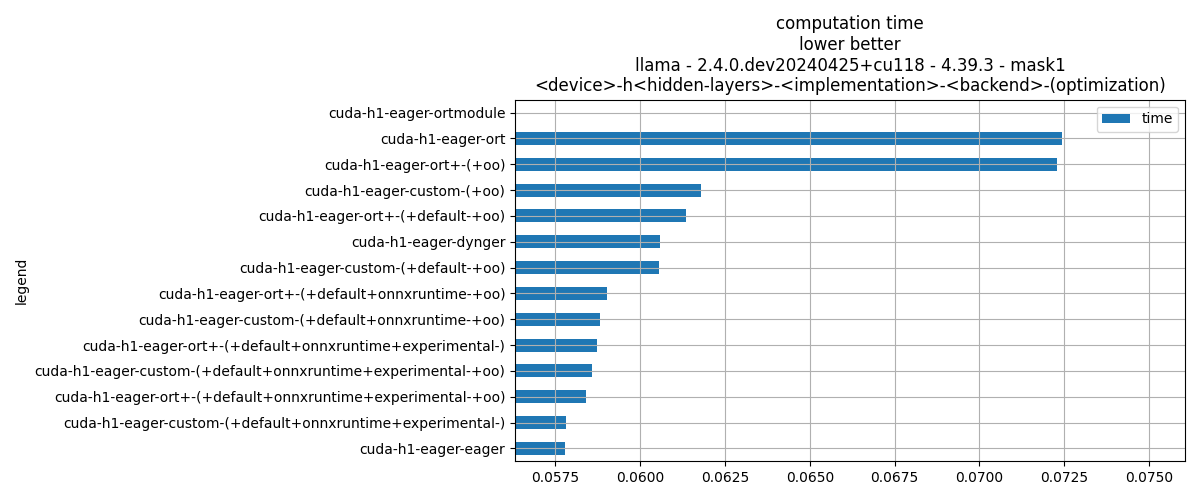 computation time
lower better
llama - 2.4.0.dev20240425+cu118 - 4.39.3 - mask1
<device>-h<hidden-layers>-<implementation>-<backend>-(optimization)
time
legend
cuda-h1-eager-ortmodule
cuda-h1-eager-ort
cuda-h1-eager-ort+-(+oo)
cuda-h1-eager-custom-(+oo)
cuda-h1-eager-ort+-(+default-+oo)
cuda-h1-eager-dynger
cuda-h1-eager-custom-(+default-+oo)
cuda-h1-eager-ort+-(+default+onnxruntime-+oo)
cuda-h1-eager-custom-(+default+onnxruntime-+oo)
cuda-h1-eager-ort+-(+default+onnxruntime+experimental-)
cuda-h1-eager-custom-(+default+onnxruntime+experimental-+oo)
cuda-h1-eager-ort+-(+default+onnxruntime+experimental-+oo)
cuda-h1-eager-custom-(+default+onnxruntime+experimental-)
cuda-h1-eager-eager
0.0575 0.0600 0.0625 0.0650 0.0675 0.0700 0.0725 0.0750